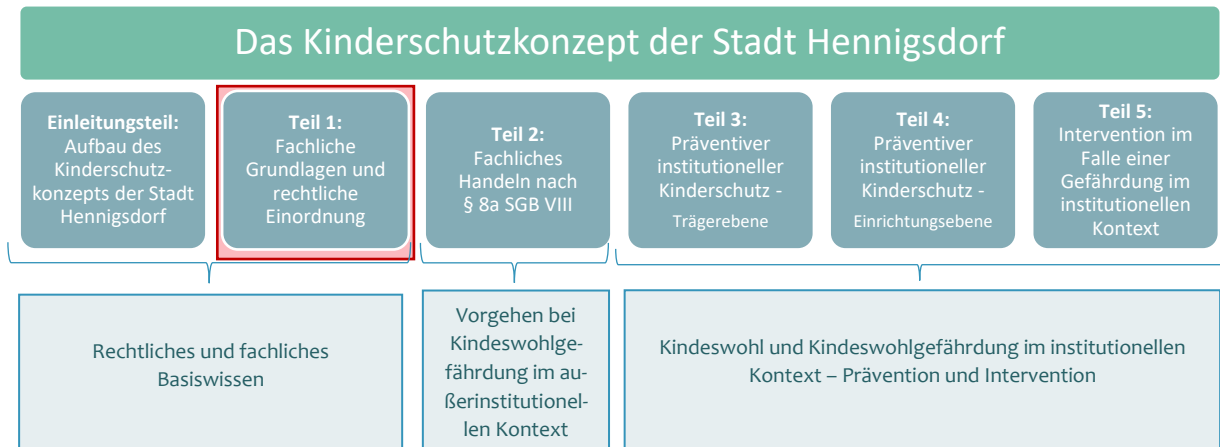 Das Kinderschutzkonzept der Stadt Hennigsdorf
Einleitungsteil:
Aufbau des
Kinderschutz-
konzepts der Stadt
Hennigsdorf
Teil 1:
Fachliche
Grundlagen und
rechtliche
Einordnung
Teil 2:
Fachliches
Handeln nach
§ 8a SGB VIII
Teil 3:
Präventiver
institutioneller
Kinderschutz -
Trägerebene
Teil 4:
Präventiver
institutioneller
Kinderschutz -
Einrichtungsebene
Teil 5:
Intervention im
Falle einer
Gefährdung im
institutionellen
Kontext
Rechtliches und fachliches
Basiswissen
Vorgehen bei
Kindeswohlge-
fährdung im au-
ßerinstitutionel-
len Kontext
Kindeswohl und Kindeswohlgefährdung im institutionellen
Kontext – Prävention und Intervention